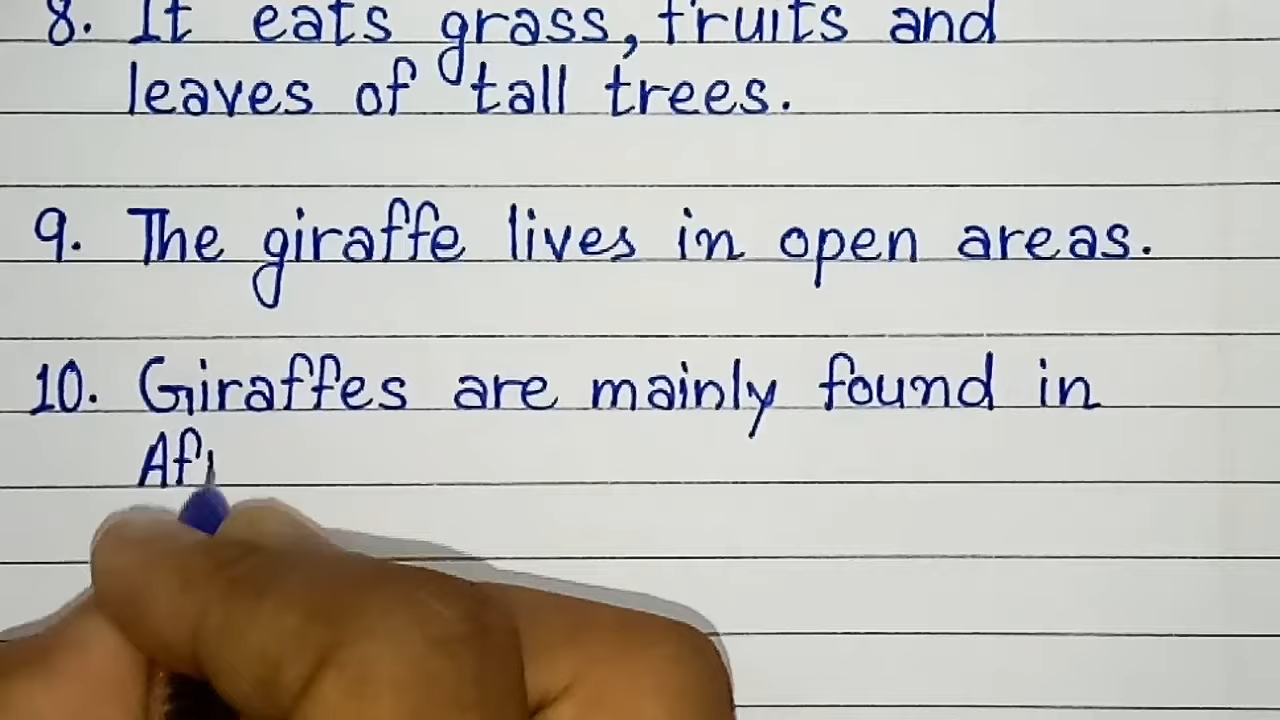 8. It eats grass, fruits and
leaves of tall trees.
9. The giraffe lives in open areas.
10. Giraffes are mainly found in
Af